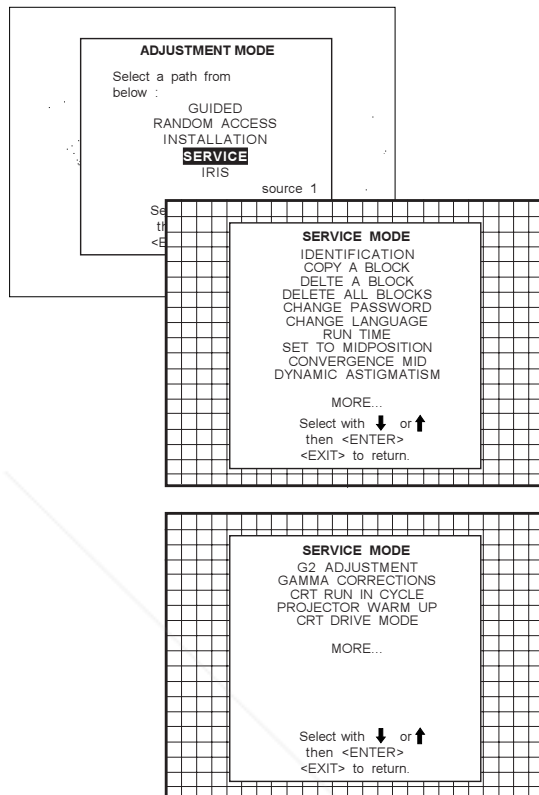 ADJUSTMENT MODE
Select a path from
below :
GUIDED
RANDOM ACCESS
INSTALLATION
SERVICE
IRIS
source 1
SERVICE MODE
IDENTIFICATION
COPY A BLOCK
DELTE A BLOCK
DELETE ALL BLOCKS
CHANGE PASSWORD
CHANGE LANGUAGE
RUN TIME
SET TO MIDPOSITION
CONVERGENCE MID
DYNAMIC ASTIGMATISM
MORE...
Select with ⬇ or ⬆
then <ENTER>
<EXIT> to return.
SERVICE MODE
G2 ADJUSTMENT
GAMMA CORRECTIONS
CRT RUN IN CYCLE
PROJECTOR WARM UP
CRT DRIVE MODE
MORE...
Select with ⬇ or ⬆
then <ENTER>
<EXIT> to return.